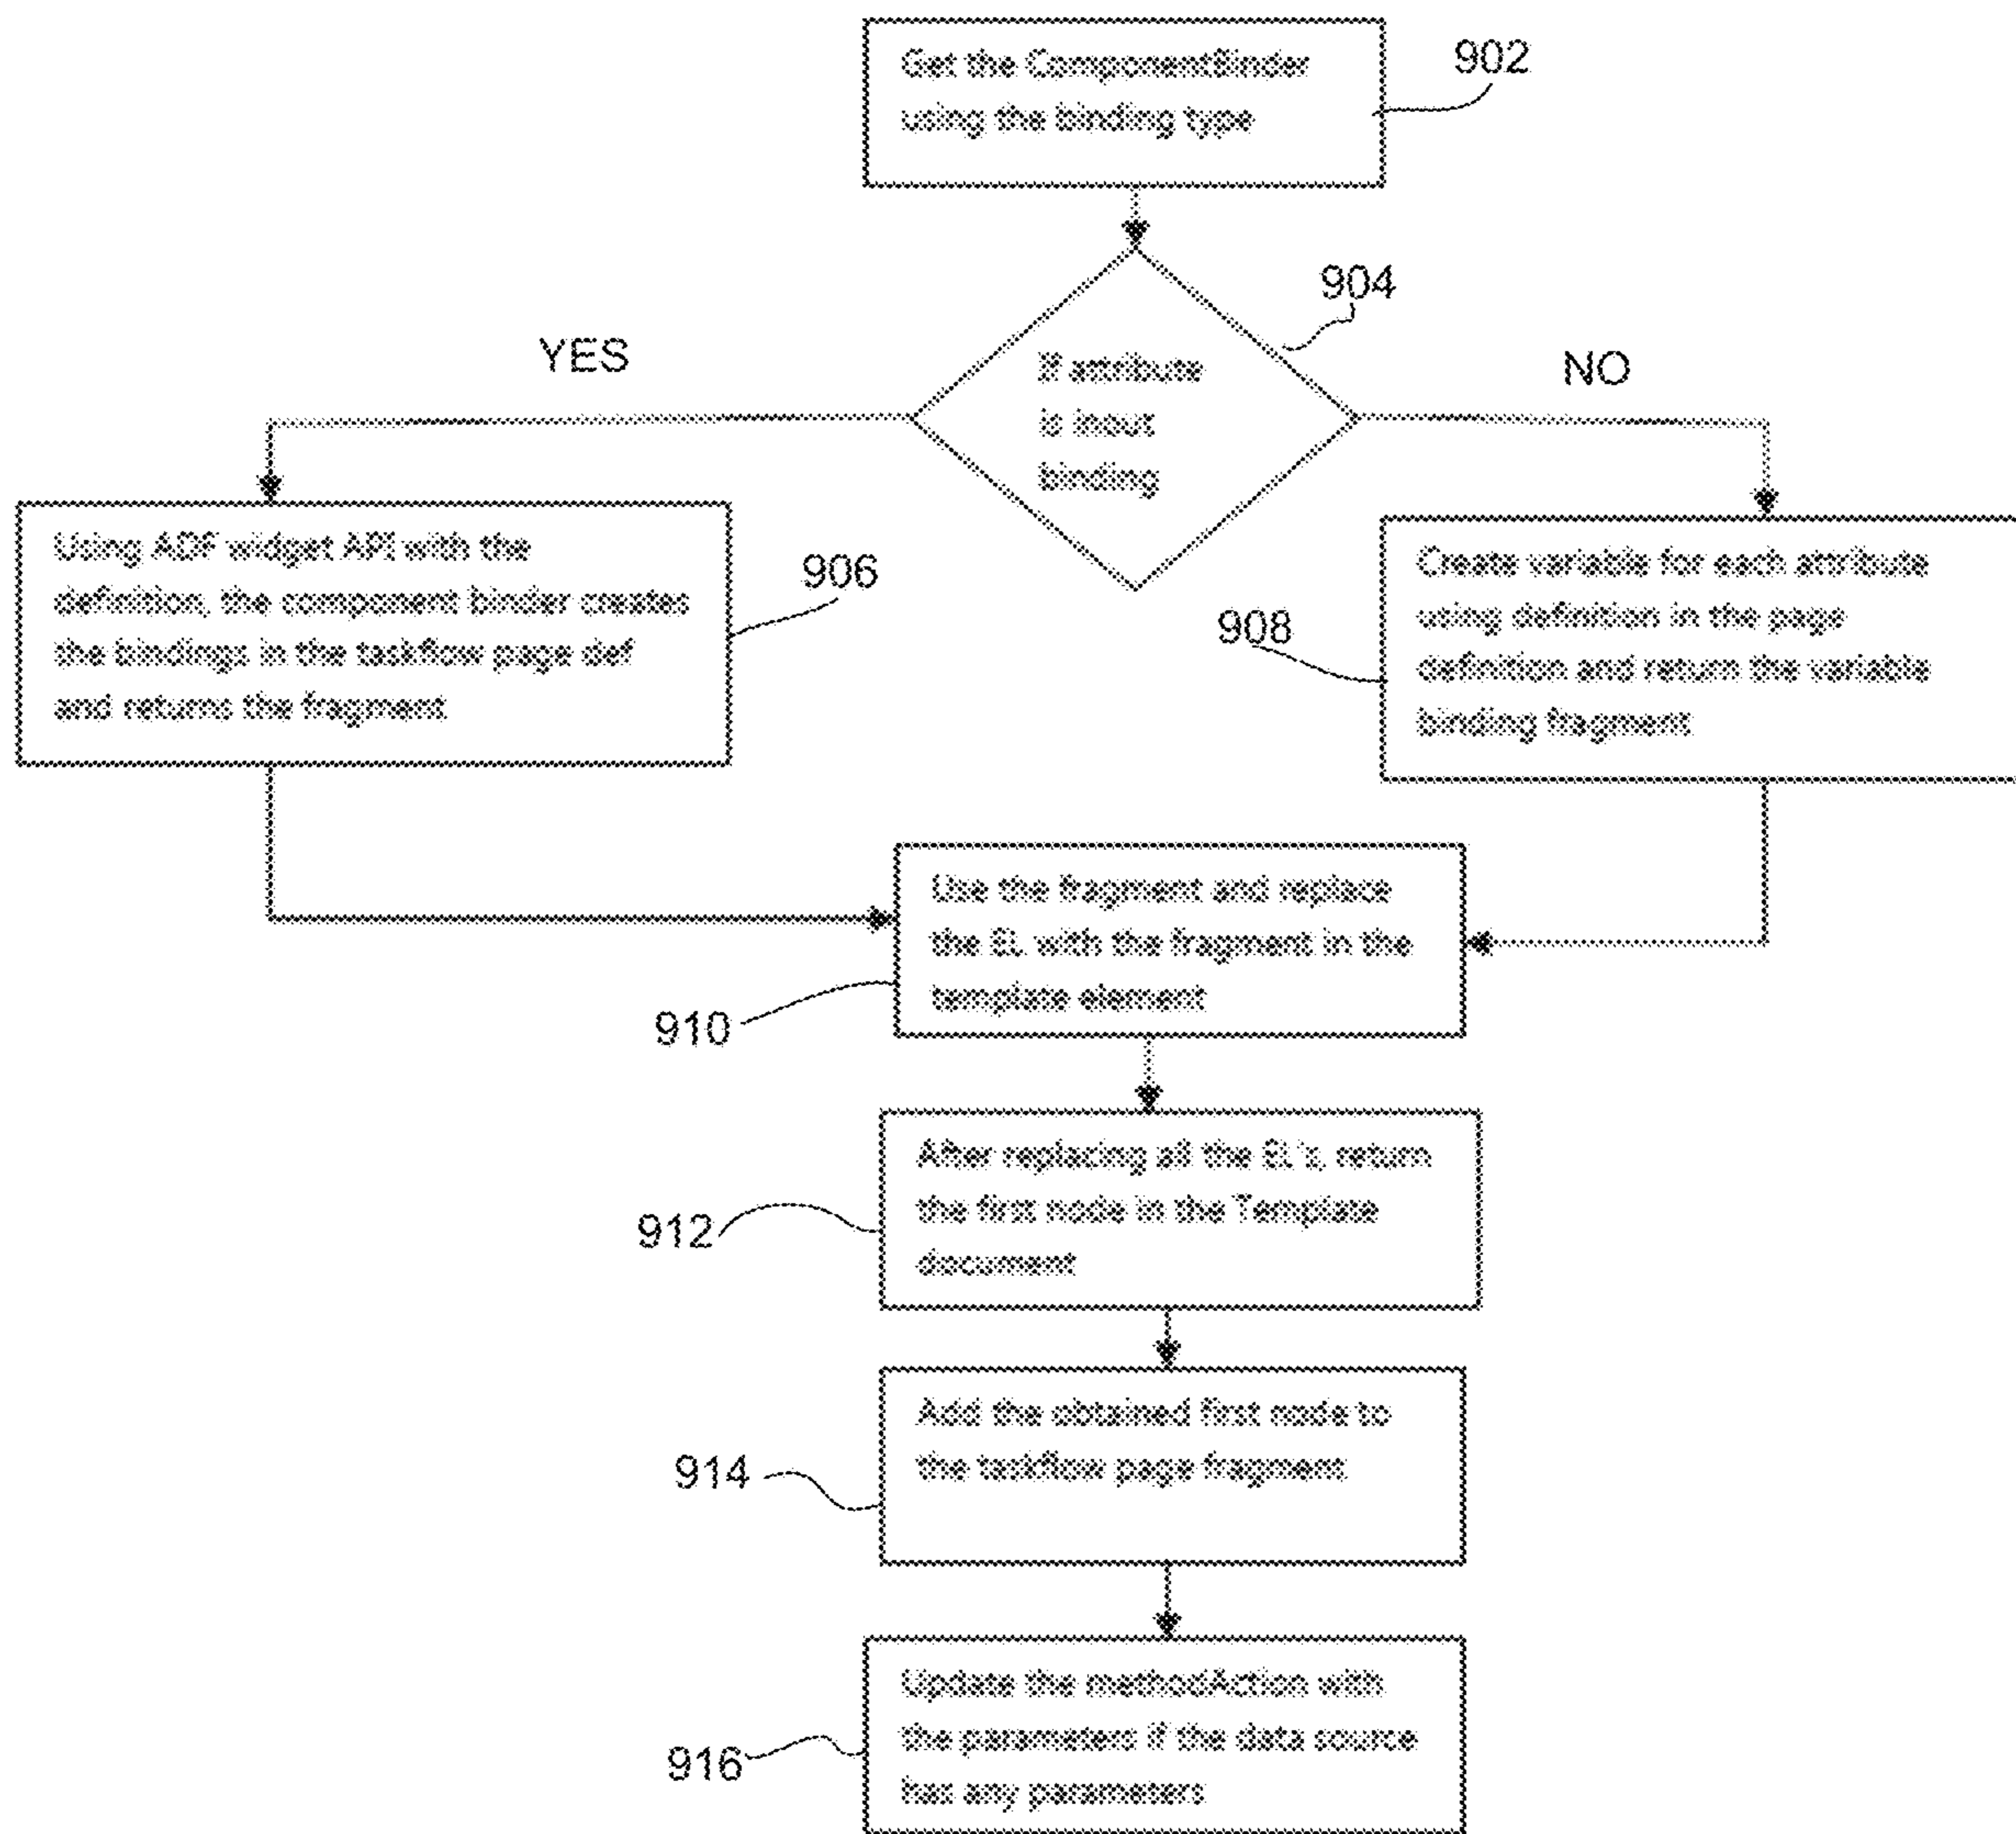 Get the ComponentBinder
using the binding type
902
904
If attribute
is inout
binding
YES
NO
Using ADF widget API with the
definition, the component binder creates
the bindings in the taskflow page def
and returns the fragment
906
Create variable for each attribute
using definition in the page
definition and return the variable
binding fragment
908
Use the fragment and replace
the EL with the fragment in the
template element
910
After replacing all the EL's, return
the first node in the Template
document
912
Add the obtained first node to
the taskflow page fragment
914
Update the methodAction with
the parameters if the data source
has any parameters
916